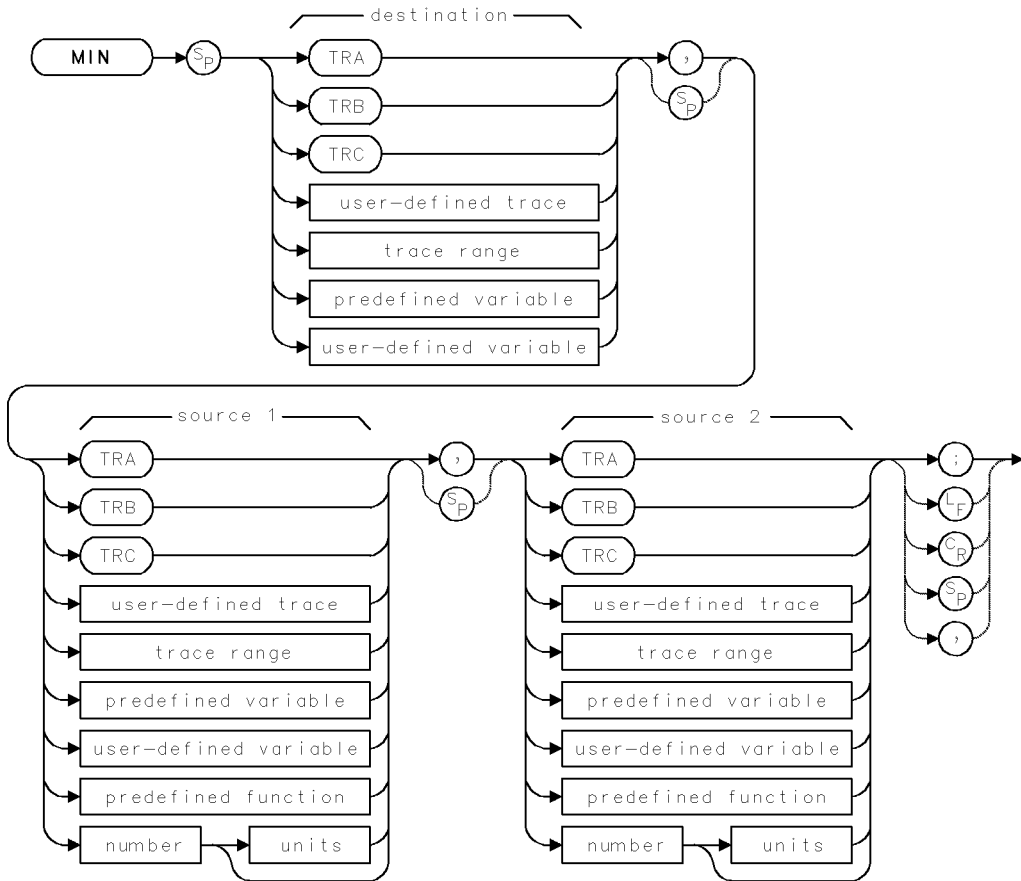 destination
MIN SP TRA ,
TRB SP
TRC
user-defined trace
trace range
predefined variable
user-defined variable
source 1 source 2
TRA , TRA ;
TRB SP TRB LF
TRC TRC CR
user-defined trace user-defined trace SP
trace range trace range ,
predefined variable predefined variable
user-defined variable user-defined variable
predefined function predefined function
number units number units